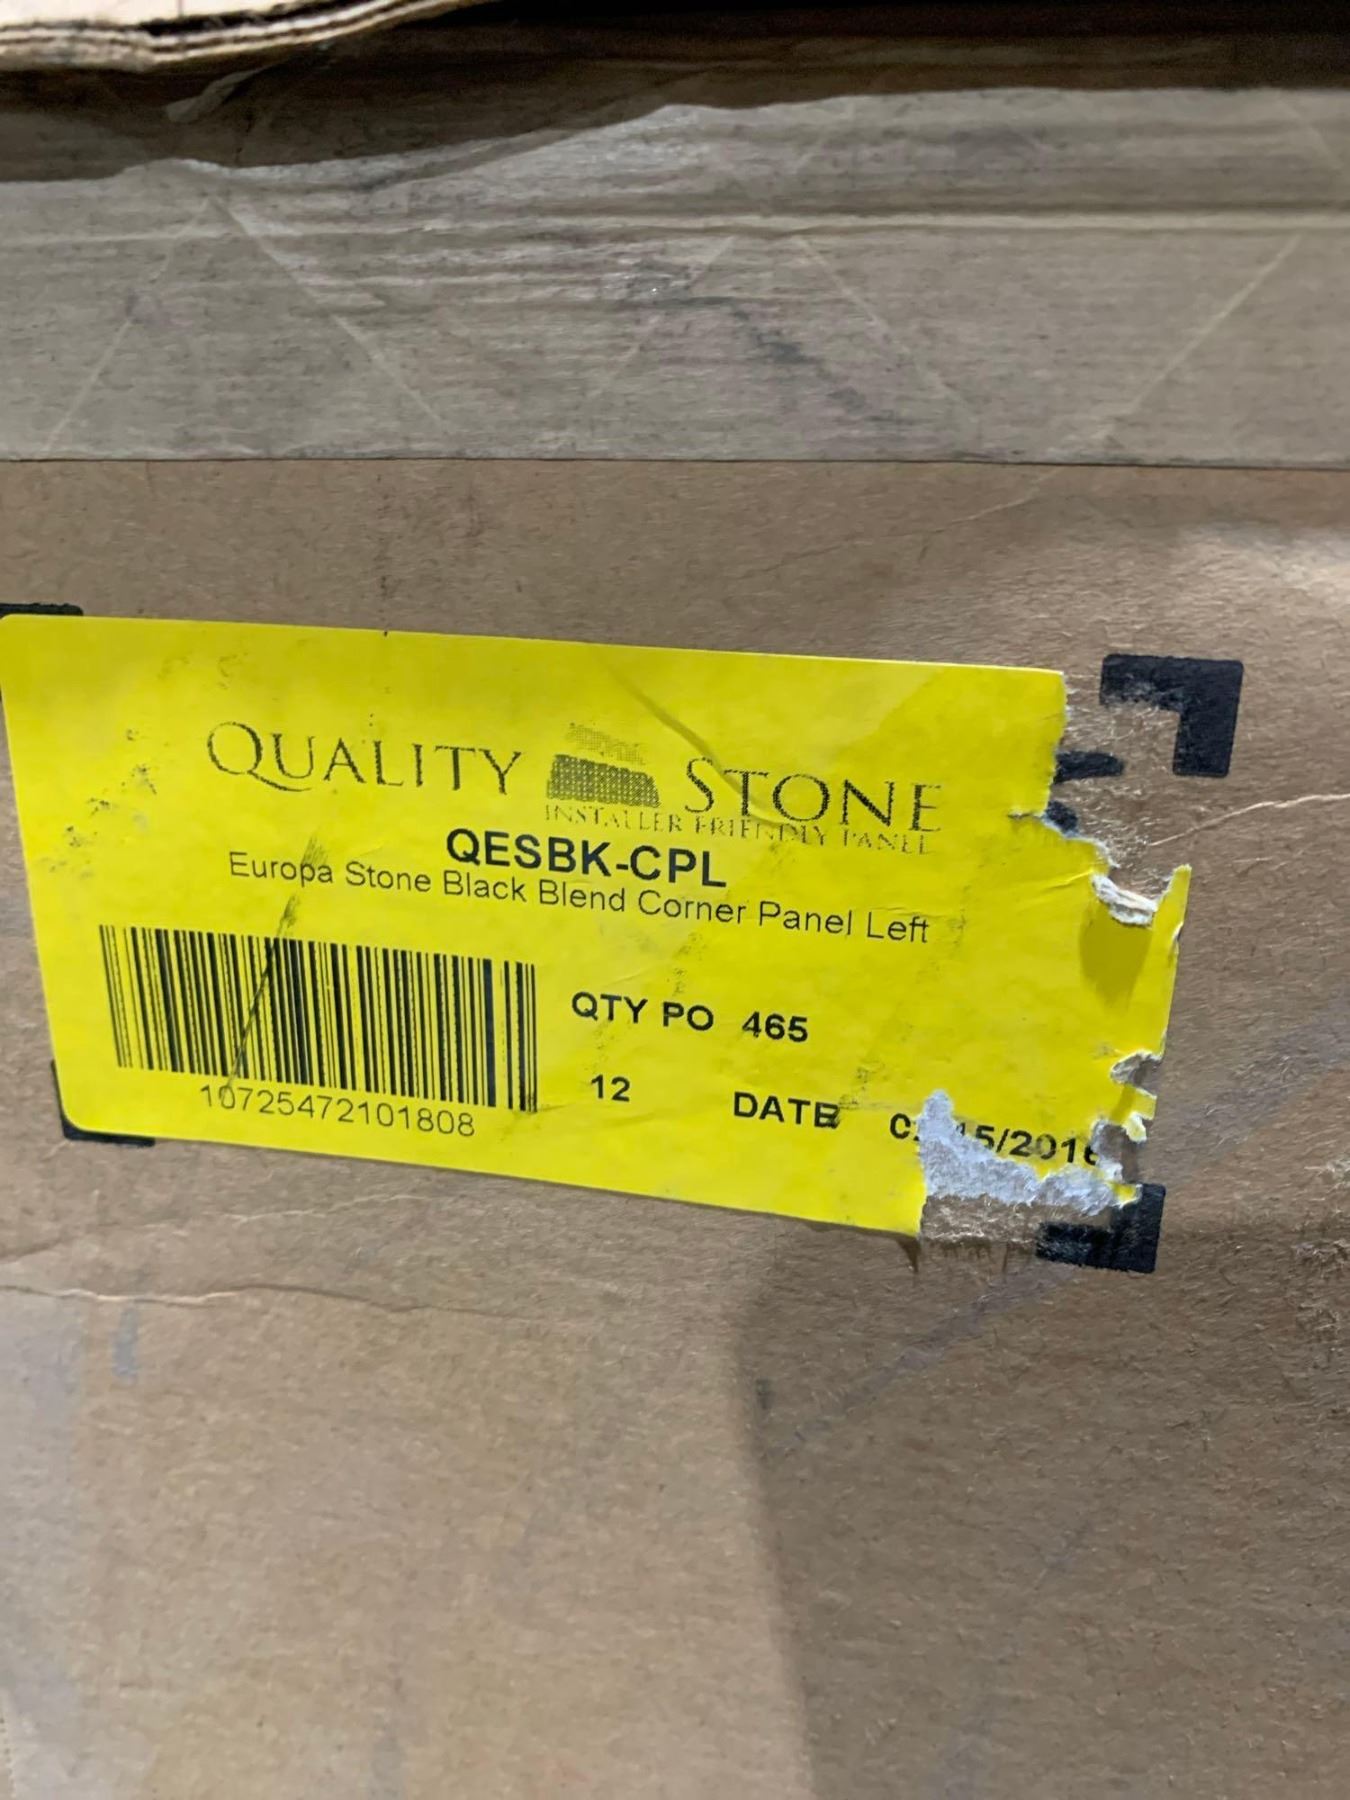 QUALITY STONE
INSTALLER FRIENDLY PANEL
QESBK-CPL
Europa Stone Black Blend Corner Panel Left
QTY PO 465
12 DATE
10725472101808